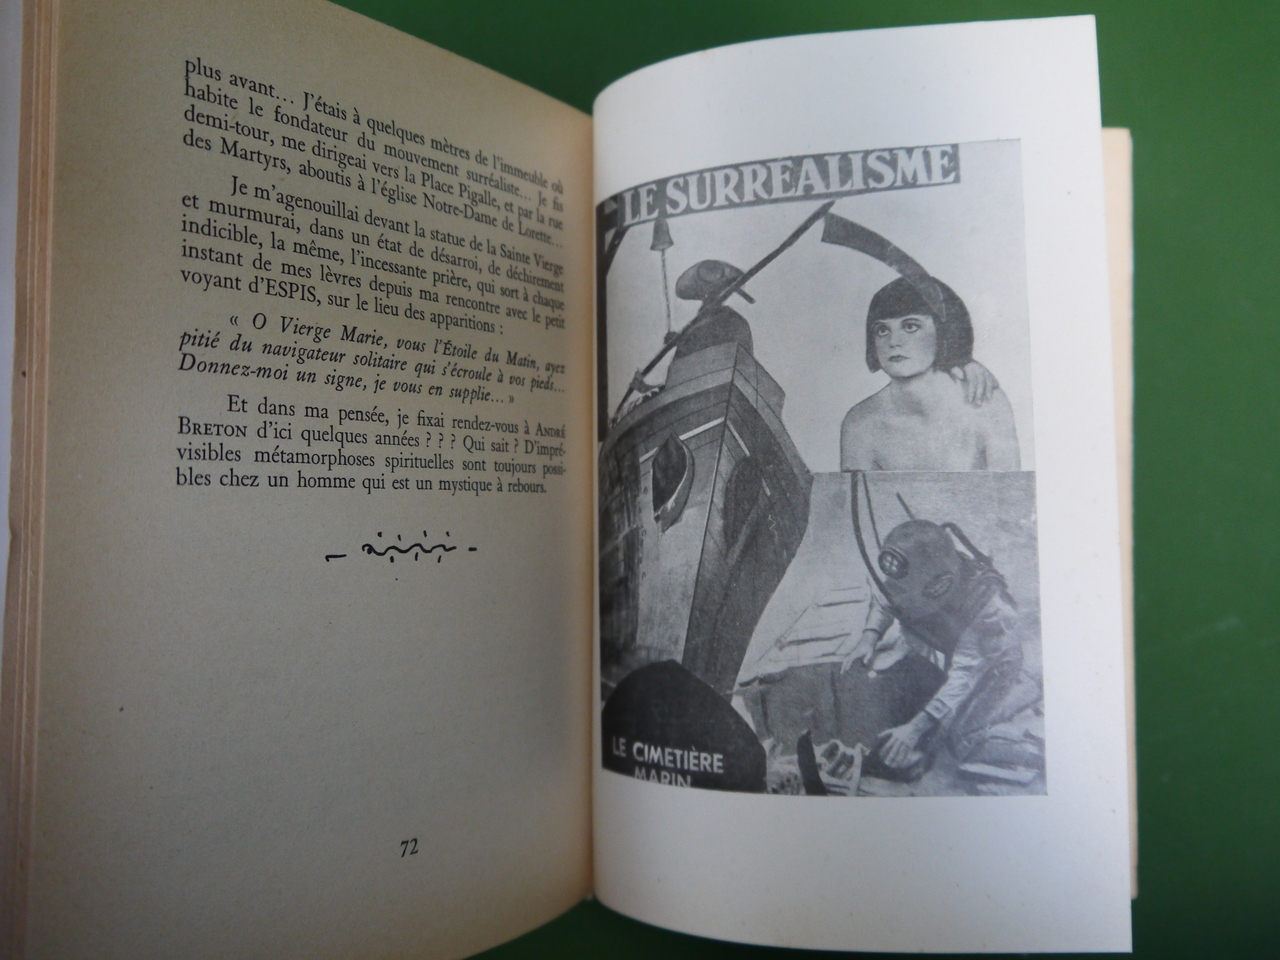 plus avant... J'étais à quelques mètres de l'immeuble où
habite le fondateur du mouvement surréaliste... Je fis
demi-tour, me dirigeai vers la Place Pigalle, et par la rue
des Martyrs, aboutis à l'église Notre-Dame de Lorette...
Je m'agenouillai devant la statue de la Sainte Vierge
et murmurai, dans un état de désarroi, de déchirement
indicible, la même, l'incessante prière, qui sort à chaque
instant de mes lèvres depuis ma rencontre avec le petit
voyant d'ESPIS, sur le lieu des apparitions :
« O Vierge Marie, vous l'Étoile du Matin, ayez
pitié du navigateur solitaire qui s'écroule à vos pieds...
Donnez-moi un signe, je vous en supplie... »
Et dans ma pensée, je fixai rendez-vous à ANDRÉ
BRETON d'ici quelques années ? ? ? Qui sait ? D'impré-
visibles métamorphoses spirituelles sont toujours possi-
bles chez un homme qui est un mystique à rebours.
72
LE SURRÉALISME
LE CIMETIÈRE
MARIN